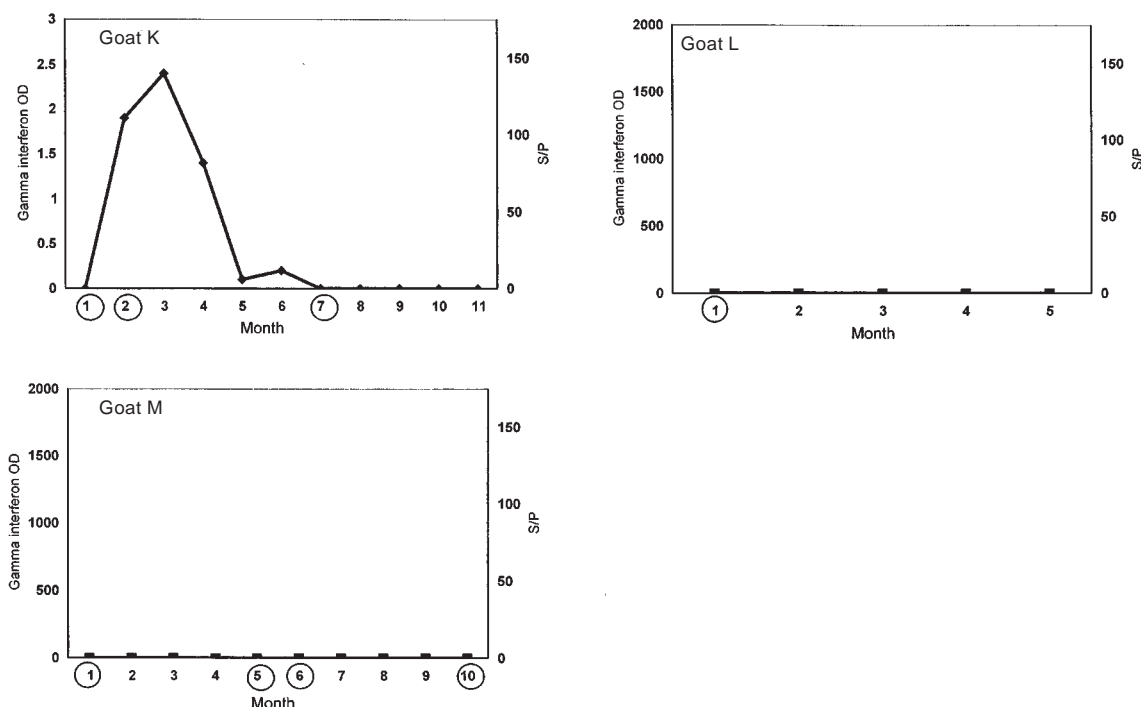 Goat K
Gamma interferon OD
3
2.5
2
1.5
1
0.5
0
150
100
50
0
S/P
1 2 3 4 5 6 7 8 9 10 11
Month
Goat L
Gamma interferon OD
2000
1500
1000
500
0
150
100
50
0
S/P
1 2 3 4 5
Month
Goat M
Gamma interferon OD
2000
1500
1000
500
0
150
100
50
0
S/P
1 2 3 4 5 6 7 8 9 10
Month